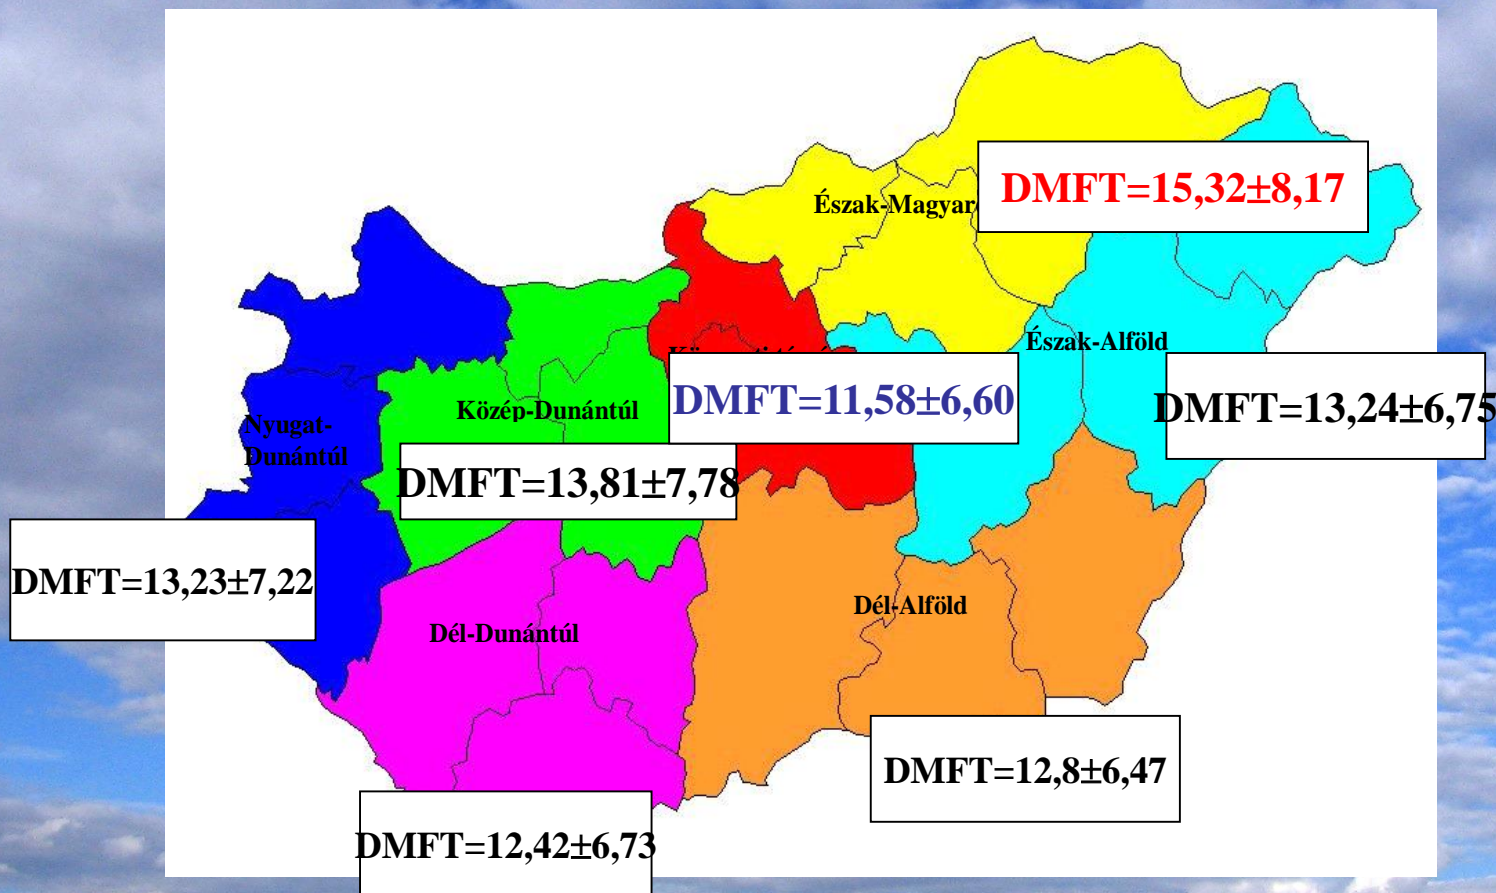 DMFT=15,32±8,17
Észak-Magyar
Észak-Alföld
DMFT=11,58±6,60
DMFT=13,24±6,75
Közép-Dunántúl
Nyugat-
Dunántúl
DMFT=13,81±7,78
DMFT=13,23±7,22
Dél-Alföld
Dél-Dunántúl
DMFT=12,8±6,47
DMFT=12,42±6,73